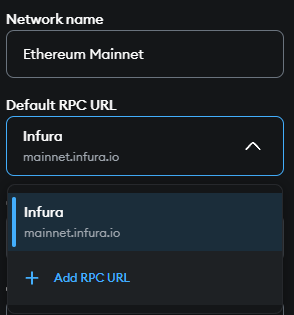 Network name
Ethereum Mainnet
Default RPC URL
Infura
mainnet.infura.io
Infura
mainnet.infura.io
+ Add RPC URL